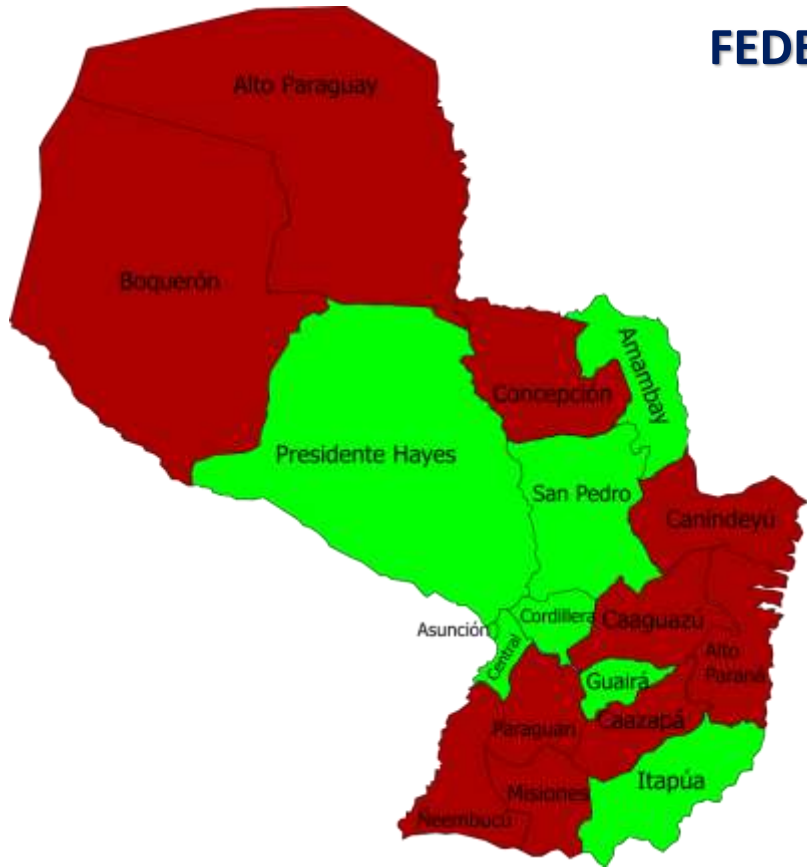 FEDE
Alto Paraguay
Boquerón
Concepción
Amambay
Presidente Hayes
San Pedro
Canindeyú
Asunción
Cordillera
Caaguazú
Central
Alto
Paraná
Guairá
Caazapá
Paraguarí
Itapúa
Misiones
Ñeembucú